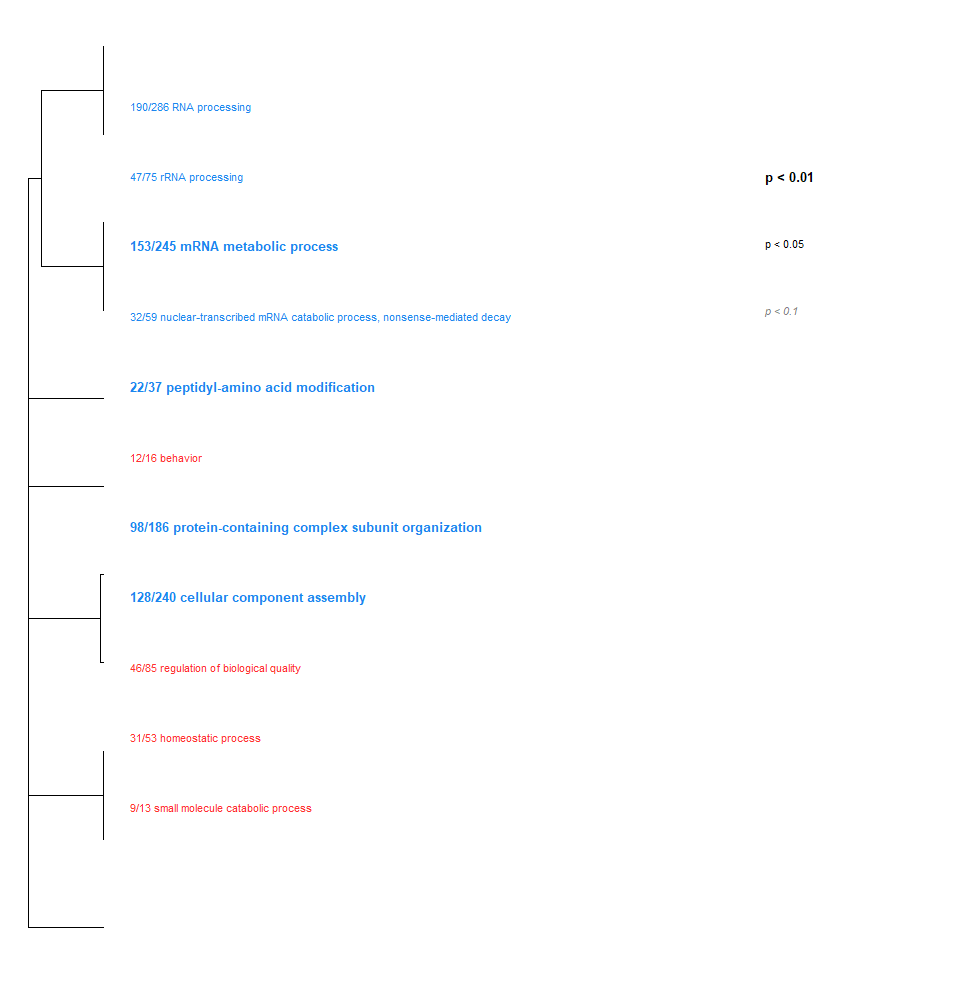 190/286 RNA processing
47/75 rRNA processing
p < 0.01
153/245 mRNA metabolic process
p < 0.05
32/59 nuclear-transcribed mRNA catabolic process, nonsense-mediated decay
p < 0.1
22/37 peptidyl-amino acid modification
12/16 behavior
98/186 protein-containing complex subunit organization
128/240 cellular component assembly
46/85 regulation of biological quality
31/53 homeostatic process
9/13 small molecule catabolic process